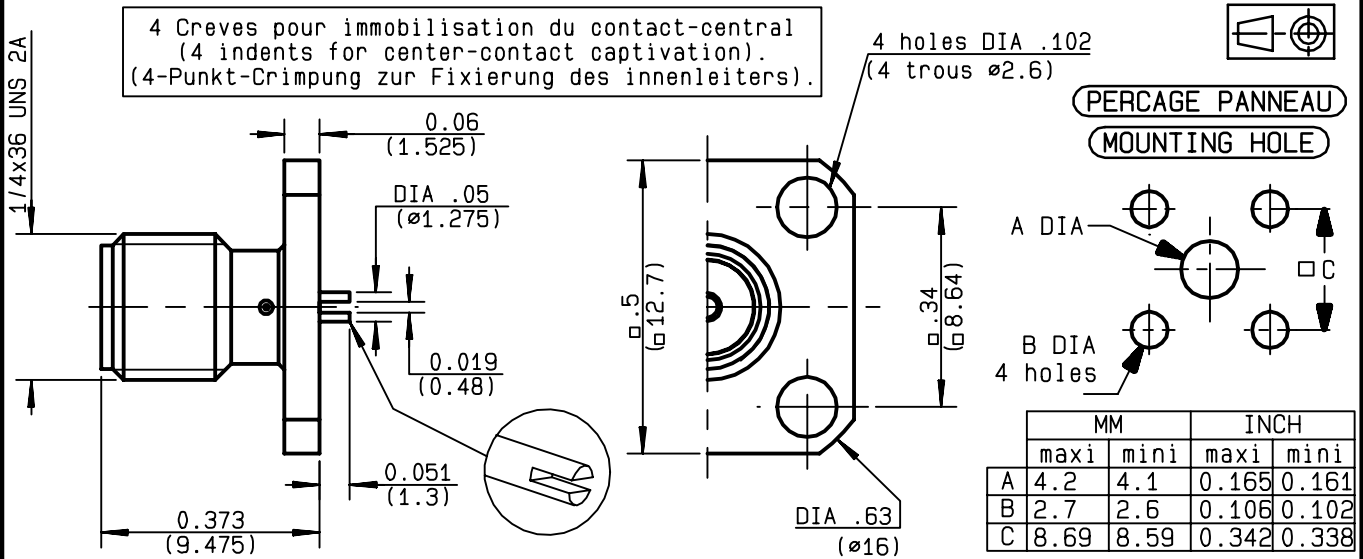 4 Creves pour immobilisation du contact-central
(4 indents for center-contact captivation).
(4-Punkt-Crimpung zur Fixierung des innenleiters).
1/4x36 UNS 2A
0.06
(1.525)
DIA .05
(ø1.275)
0.019
(0.48)
0.051
(1.3)
0.373
(9.475)
4 holes DIA .102
(4 trous ø2.6)
□.5
(□12.7)
□.34
(□8.64)
DIA .63
(ø16)
PERCAGE PANNEAU
MOUNTING HOLE
A DIA
□ C
B DIA
4 holes
MM INCH
maxi mini maxi mini
A 4.2 4.1 0.165 0.161
B 2.7 2.6 0.106 0.102
C 8.69 8.59 0.342 0.338